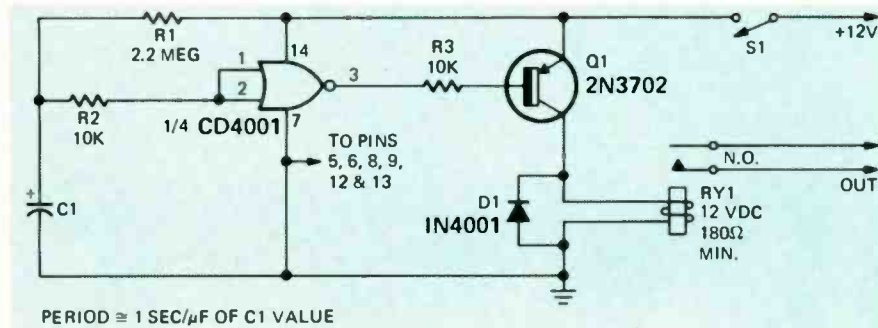 R1
2.2 MEG
R2
10K
C1
+
1
2
14
3
7
1/4 CD4001
TO PINS
5, 6, 8, 9,
12 & 13
R3
10K
Q1
2N3702
D1
IN4001
S1
+12V
N.O.
OUT
RY1
12 VDC
180Ω
MIN.
PERIOD ≅ 1 SEC/µF OF C1 VALUE